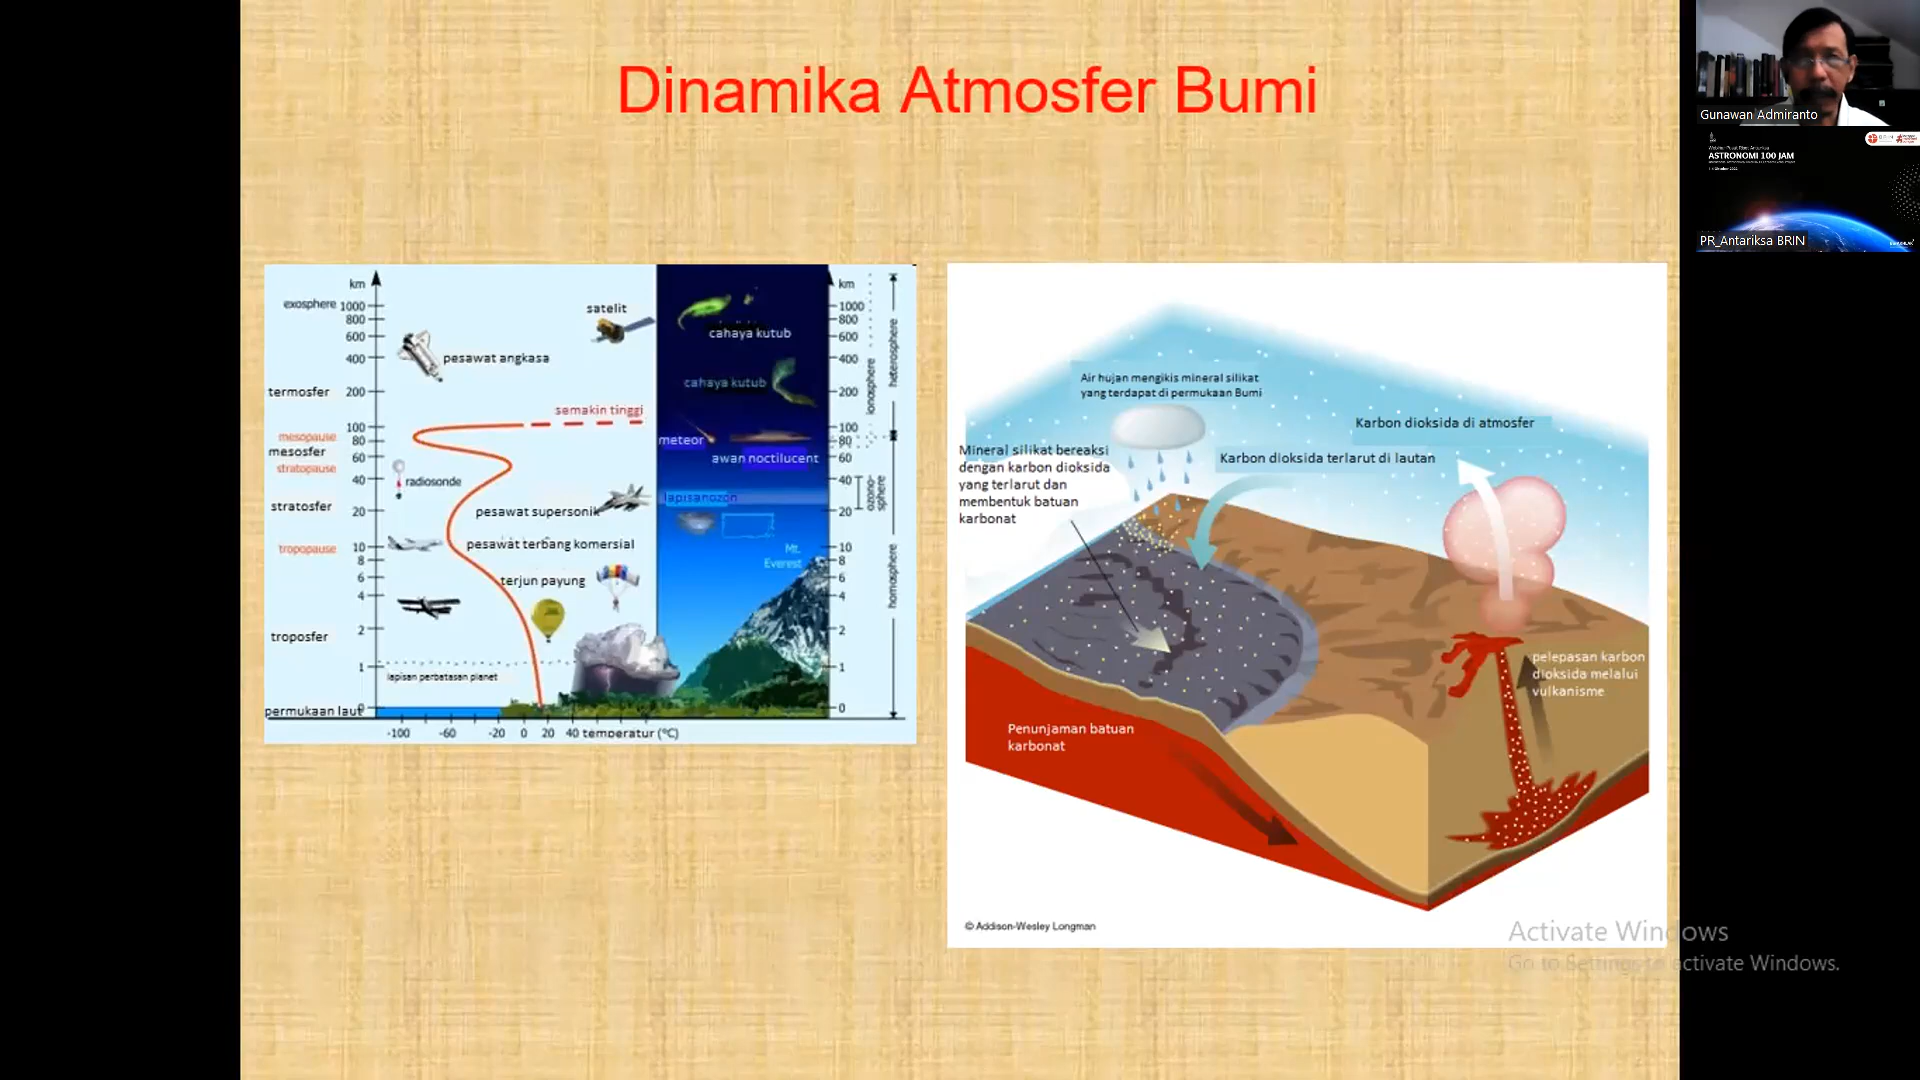 Dinamika Atmosfer Bumi
km
exosphere
1000
800
600
400
termosfer
200
100
mesopause
80
mesosfer
60
stratopause
40
stratosfer
20
tropopause
10
8
6
4
2
troposfer
1
permukaan laut
0
satelit
pesawat angkasa
semakin tinggi
radiosonde
pesawat supersonik
pesawat terbang komersial
terjun payung
lapisan perbatasan planet
-100 -60 -20 0 20 40 temperatur (°C)
cahaya kutub
cahaya kutub
meteor
awan noctilucent
lapisanozon
Mt.
Everest
km
1000
800
600
400
200
100
80
60
40
20
10
8
6
4
2
1
0
ionosphere
heterosphere
ozono-
sphere
homosphere
Air hujan mengikis mineral silikat
yang terdapat di permukaan Bumi
Karbon dioksida di atmosfer
Karbon dioksida terlarut di lautan
Mineral silikat bereaksi
dengan karbon dioksida
yang terlarut dan
membentuk batuan
karbonat
pelepasan karbon
dioksida melalui
vulkanisme
Penunjaman batuan
karbonat
© Addison-Wesley Longman
Activate Windows
Go to Settings to activate Windows.
Gunawan Admiranto
ASTRONOMI 100 JAM
PR_Antariksa BRIN